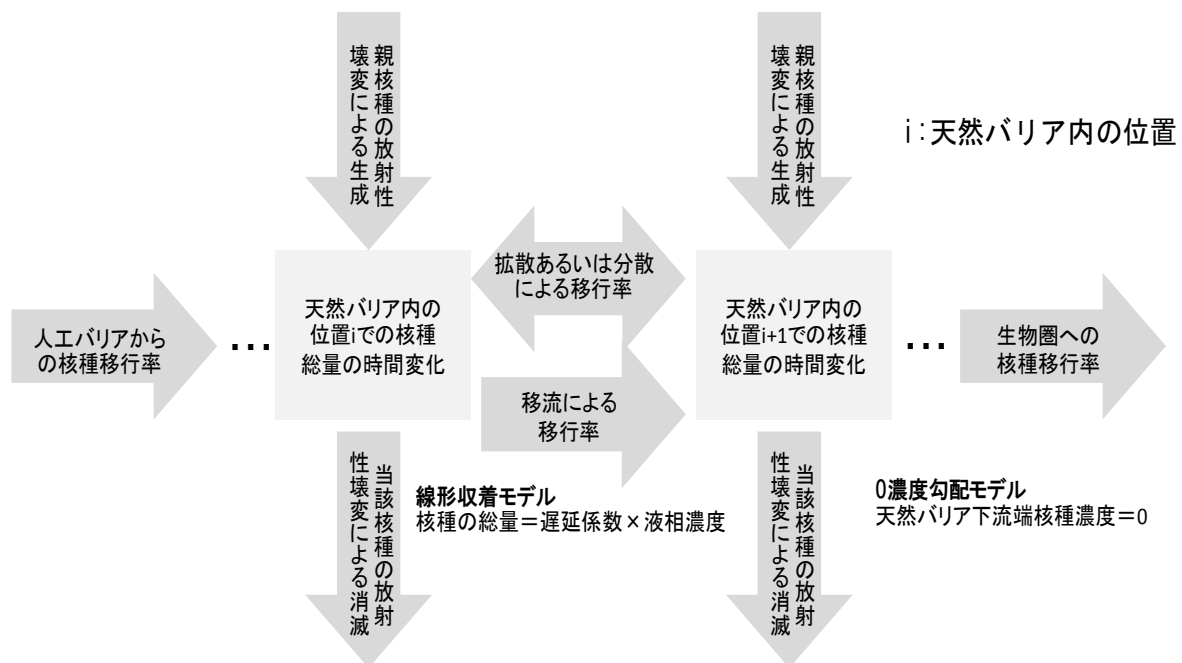 親核種の放射性
壊変による生成
親核種の放射性
壊変による生成
i:天然バリア内の位置
人工バリアから
の核種移行率
…
天然バリア内の
位置iでの核種
総量の時間変化
拡散あるいは分散
による移行率
移流による
移行率
天然バリア内の
位置i+1での核種
総量の時間変化
…
生物圏への
核種移行率
当該核種の放射
性壊変による消滅
線形収着モデル
核種の総量=遅延係数×液相濃度
当該核種の放射
性壊変による消滅
0濃度勾配モデル
天然バリア下流端核種濃度=0